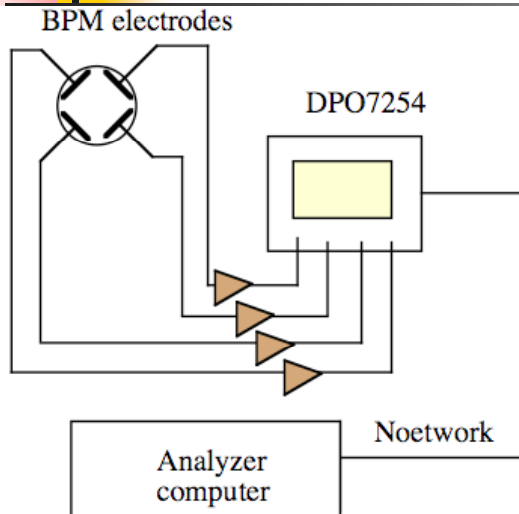 BPM electrodes
DPO7254
Noetwork
Analyzer
computer